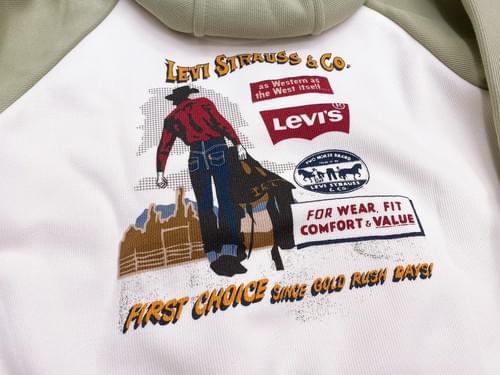 LEVI STRAUSS & CO.
as Western as
the West itself...
LEVI'S
TWO HORSE BRAND
LEVI STRAUSS
& CO.
FOR WEAR, FIT
COMFORT & VALUE
FIRST CHOICE SINCE GOLD RUSH DAYS!